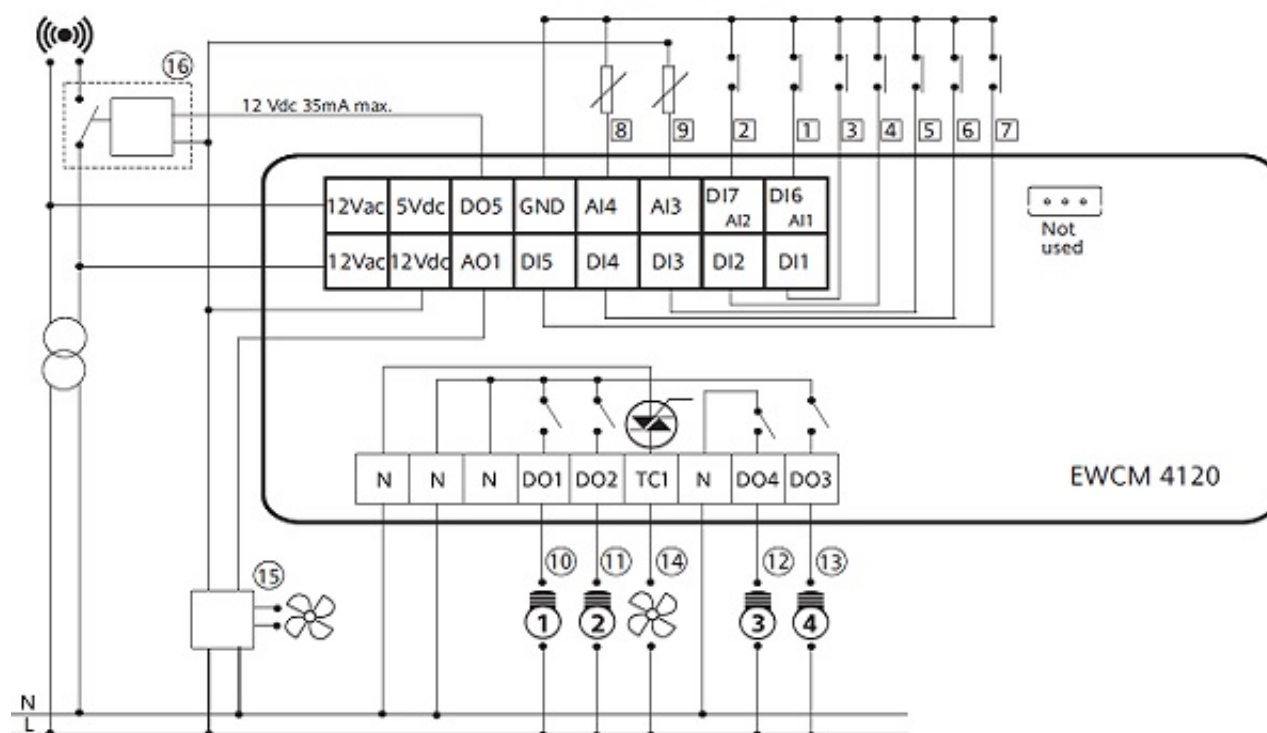 16
12 Vdc 35mA max.
8 9 2 1 3 4 5 6 7
12Vac 5Vdc DO5 GND AI4 AI3 DI7 AI2 DI6 AI1
12Vac 12Vdc AO1 DI5 DI4 DI3 DI2 DI1
Not
used
N N N DO1 DO2 TC1 N DO4 DO3
EWCM 4120
10 11 14 12 13
15
1 2 3 4
N
L